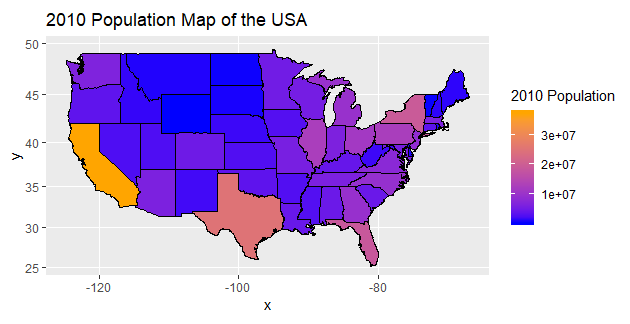 2010 Population Map of the USA
50
45
40
35
30
25
y
-120
-100
-80
x
2010 Population
3e+07
2e+07
1e+07